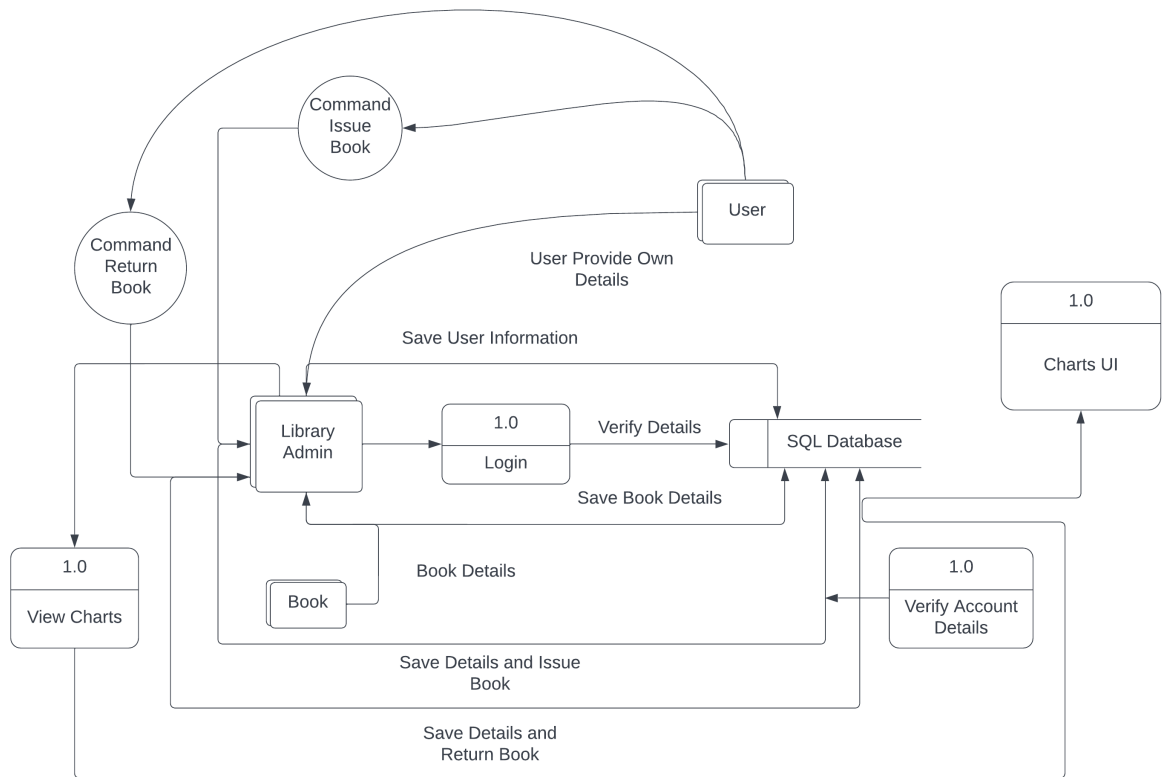 Command
Issue
Book
User
Command
Return
Book
User Provide Own
Details
1.0
Charts UI
Save User Information
Library
Admin
1.0
Login
Verify Details
SQL Database
Save Book Details
1.0
View Charts
Book Details
Book
1.0
Verify Account
Details
Save Details and Issue
Book
Save Details and
Return Book